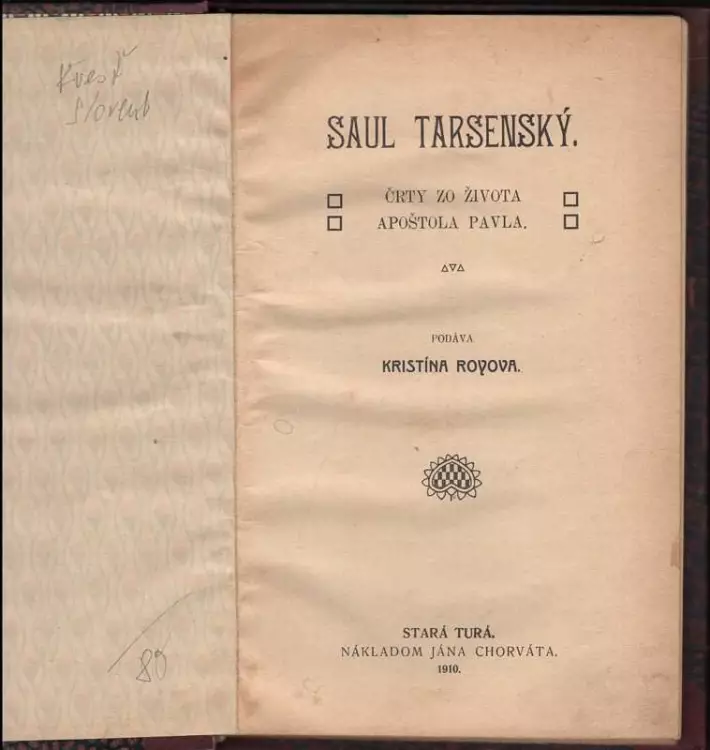 SAUL TARSENSKÝ.
ČRTY ZO ŽIVOTA
APOŠTOLA PAVLA.
PODÁVA
KRISTÍNA ROYOVA.
STARÁ TURÁ.
NÁKLADOM JÁNA CHORVÁTA.
1910.